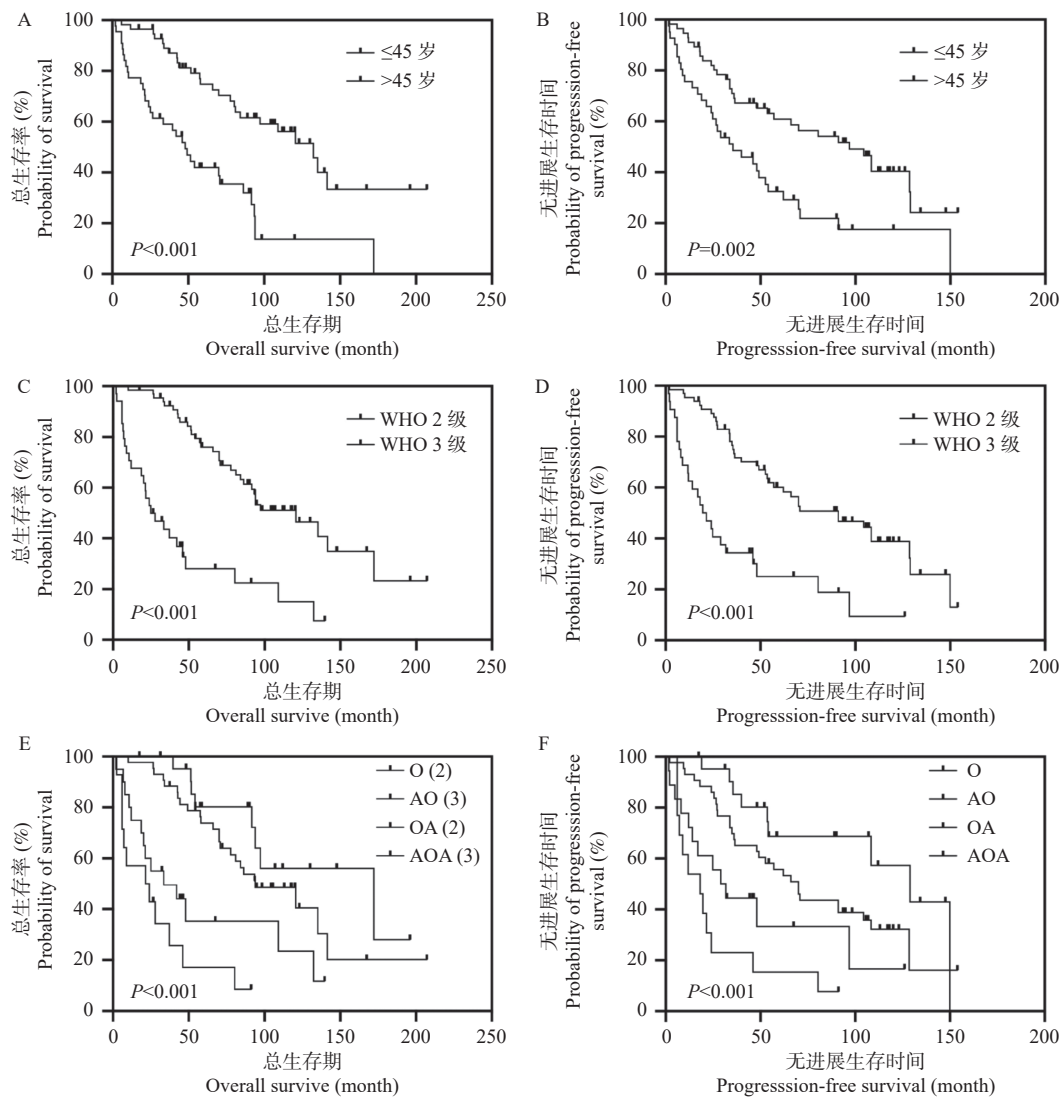 A
100
80
60
40
20
0
总生存率 (%)
Probability of survival
≤45 岁
>45 岁
P<0.001
0 50 100 150 200 250
总生存期
Overall survive (month)
B
100
80
60
40
20
0
无进展生存时间
Probability of progresssion-free
survival (%)
≤45 岁
>45 岁
P=0.002
0 50 100 150 200
无进展生存时间
Progresssion-free survival (month)
C
100
80
60
40
20
0
总生存率 (%)
Probability of survival
WHO 2 级
WHO 3 级
P<0.001
0 50 100 150 200 250
总生存期
Overall survive (month)
D
100
80
60
40
20
0
无进展生存时间
Probability of progresssion-free
survival (%)
WHO 2 级
WHO 3 级
P<0.001
0 50 100 150 200
无进展生存时间
Progresssion-free survival (month)
E
100
80
60
40
20
0
总生存率 (%)
Probability of survival
O (2)
AO (3)
OA (2)
AOA (3)
P<0.001
0 50 100 150 200 250
总生存期
Overall survive (month)
F
100
80
60
40
20
0
无进展生存时间
Probability of progresssion-free
survival (%)
O
AO
OA
AOA
P<0.001
0 50 100 150 200
无进展生存时间
Progresssion-free survival (month)